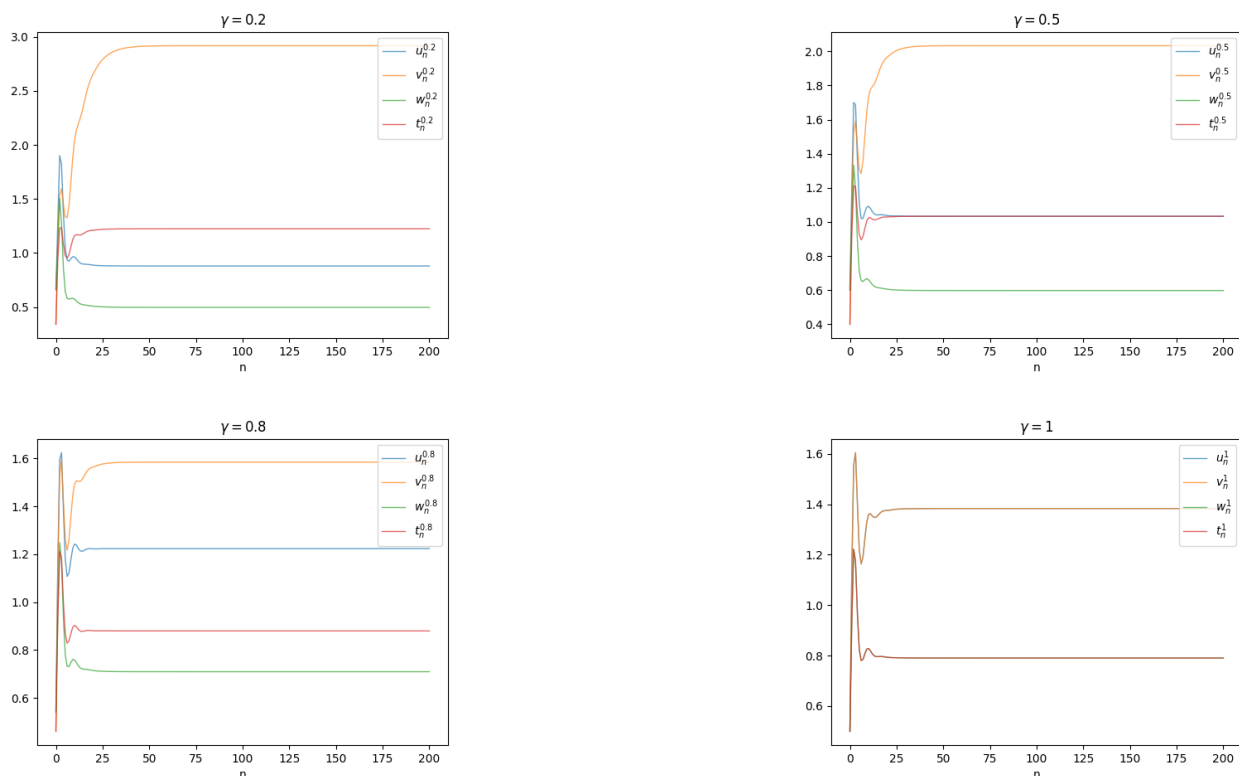 γ = 0.2
3.0
2.5
2.0
1.5
1.0
0.5
u_n^{0.2}
v_n^{0.2}
w_n^{0.2}
t_n^{0.2}
0 25 50 75 100 125 150 175 200
n
γ = 0.5
2.0
1.8
1.6
1.4
1.2
1.0
0.8
0.6
0.4
u_n^{0.5}
v_n^{0.5}
w_n^{0.5}
t_n^{0.5}
0 25 50 75 100 125 150 175 200
n
γ = 0.8
1.6
1.4
1.2
1.0
0.8
0.6
u_n^{0.8}
v_n^{0.8}
w_n^{0.8}
t_n^{0.8}
0 25 50 75 100 125 150 175 200
n
γ = 1
1.6
1.4
1.2
1.0
0.8
0.6
u_n^1
v_n^1
w_n^1
t_n^1
0 25 50 75 100 125 150 175 200
n